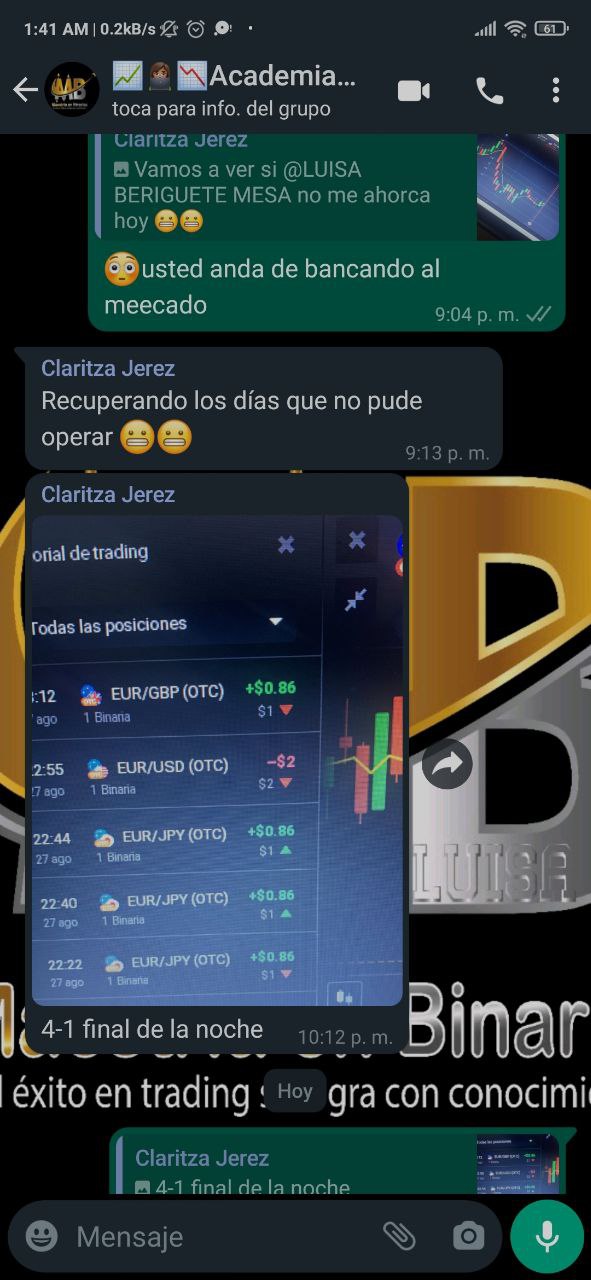 1:41 AM | 0.2kB/s
61
MB
Academia...
toca para info. del grupo
Claritza Jerez
Vamos a ver si @LUISA
BERIGUETE MESA no me ahorca
hoy
usted anda de bancando al
meecado
9:04 p. m.
Claritza Jerez
Recuperando los días que no pude
operar
9:13 p. m.
Claritza Jerez
orial de trading
Todas las posiciones
:12 EUR/GBP (OTC) +$0.86
ago 1 Binaria $1
2:55 EUR/USD (OTC) -$2
27 ago 1 Binaria $2
22:44 EUR/JPY (OTC) +$0.86
27 ago 1 Binaria $1
22:40 EUR/JPY (OTC) +$0.86
27 ago 1 Binaria $1
22:22 EUR/JPY (OTC) +$0.86
27 ago 1 Binaria $1
4-1 final de la noche
10:12 p. m.
B
LUISA
Binar
éxito en trading
gra con conocimi
Hoy
Claritza Jerez
4-1 final de la noche
Mensaje